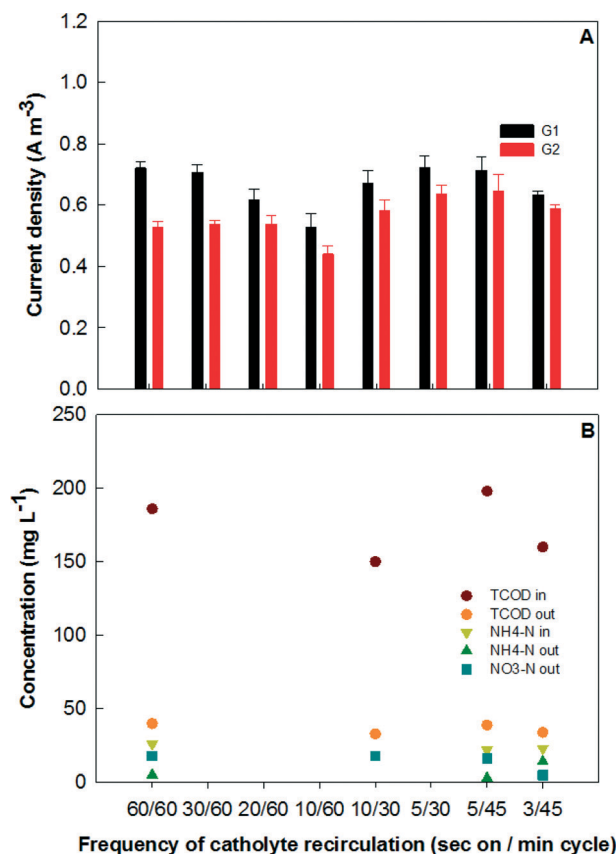 A
1.2
1.0
0.8
0.6
0.4
0.2
0.0
Current density (A m-3)
G1
G2
B
250
200
150
100
50
0
Concentration (mg L-1)
TCOD in
TCOD out
NH4-N in
NH4-N out
NO3-N out
60/60 30/60 20/60 10/60 10/30 5/30 5/45 3/45
Frequency of catholyte recirculation (sec on / min cycle)